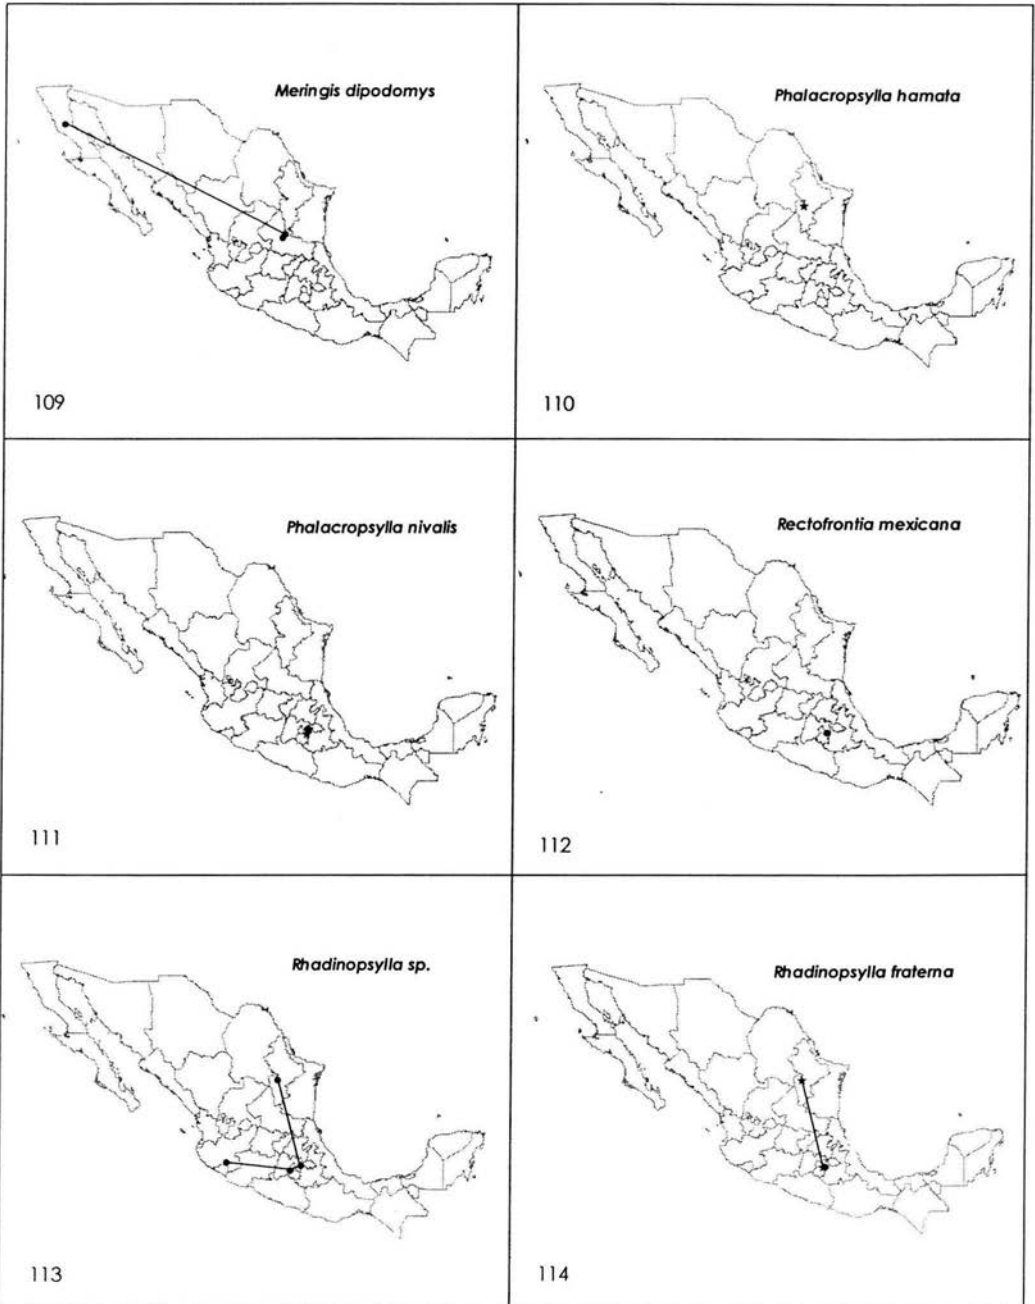 Meringis dipodomys
109
Phalacropsylla hamata
110
Phalacropsylla nivalis
111
Rectofrontia mexicana
112
Rhadinopsylla sp.
113
Rhadinopsylla fraterna
114